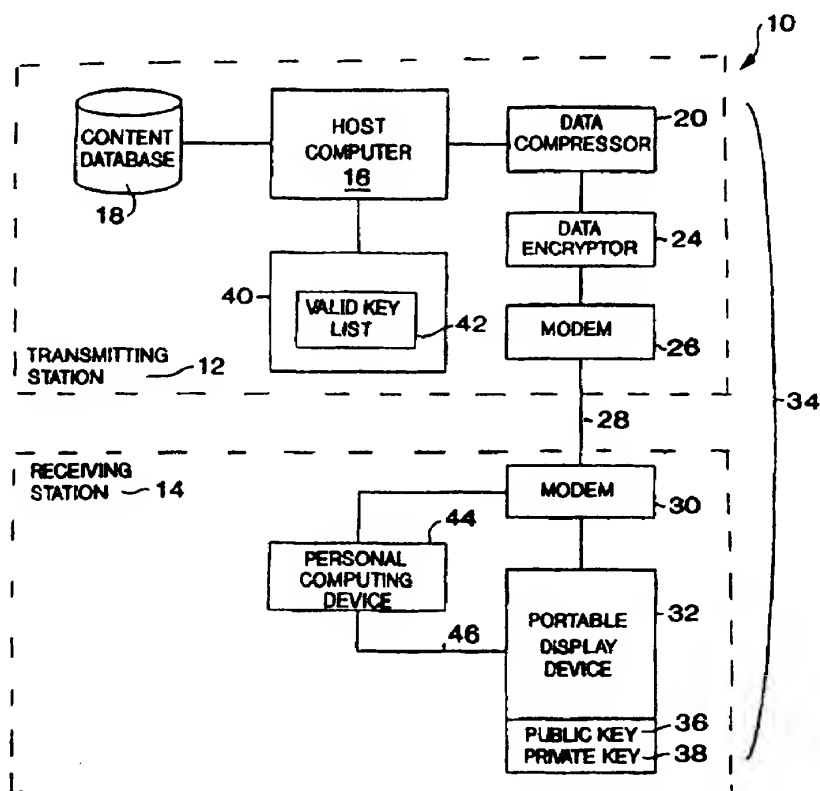 10
CONTENT
DATABASE
18
HOST
COMPUTER
16
DATA
COMPRESSOR
20
DATA
ENCRYPTOR
24
40
VALID KEY
LIST
42
MODEM
26
TRANSMITTING
STATION
12
34
28
RECEIVING
STATION
14
MODEM
30
44
PERSONAL
COMPUTING
DEVICE
46
PORTABLE
DISPLAY
DEVICE
32
PUBLIC KEY
36
PRIVATE KEY
38